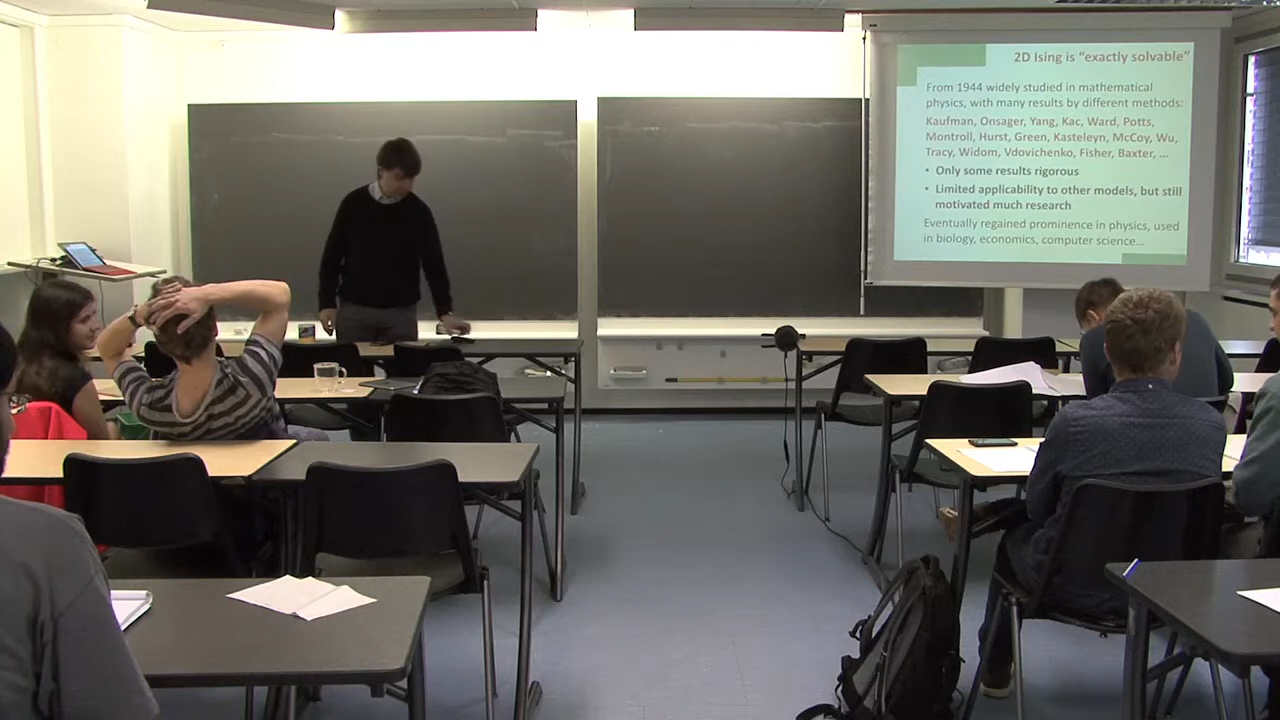 2D Ising is “exactly solvable”
From 1944 widely studied in mathematical
physics, with many results by different methods:
Kaufman, Onsager, Yang, Kac, Ward, Potts,
Montroll, Hurst, Green, Kasteleyn, McCoy, Wu,
Tracy, Widom, Vdovichenko, Fisher, Baxter, …
• Only some results rigorous
• Limited applicability to other models, but still
motivated much research
Eventually regained prominence in physics, used
in biology, economics, computer science…